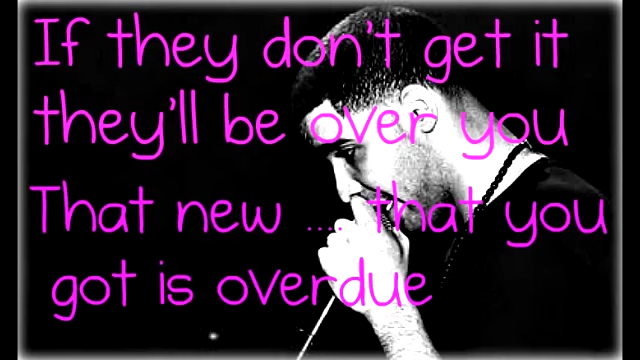 If they don't get it
they'll be over you
That new ..... that you
got is overdue